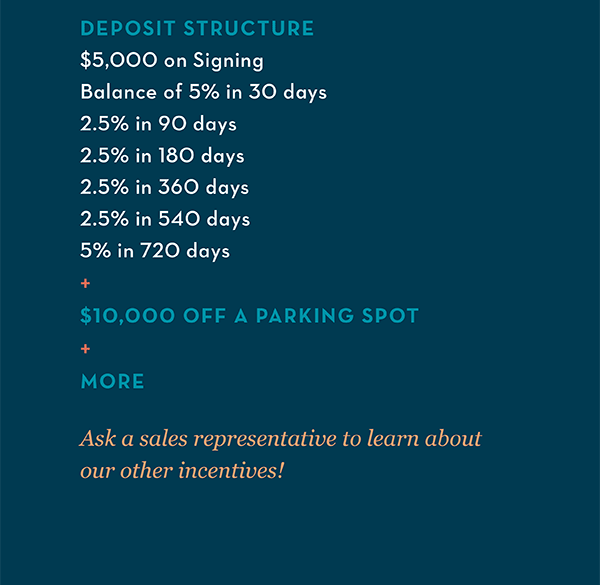 DEPOSIT STRUCTURE
$5,000 on Signing
Balance of 5% in 30 days
2.5% in 90 days
2.5% in 180 days
2.5% in 360 days
2.5% in 540 days
5% in 720 days
+
$10,000 OFF A PARKING SPOT
+
MORE
Ask a sales representative to learn about
our other incentives!